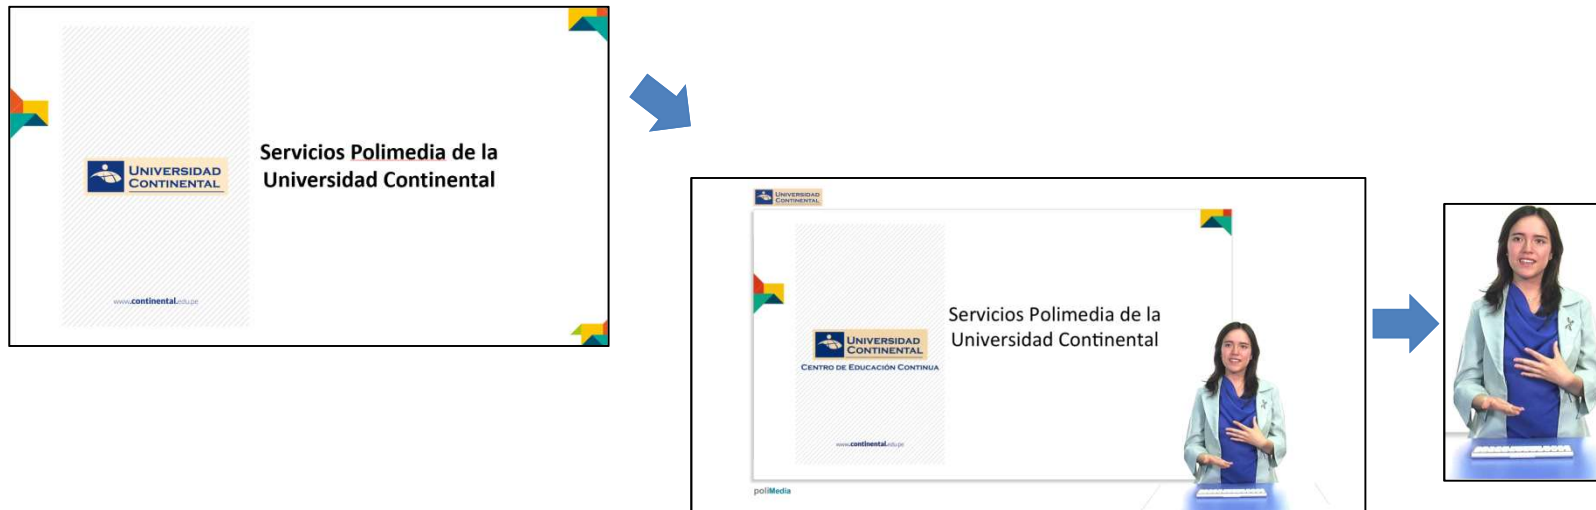 Servicios Polimedia de la
Universidad Continental
UNIVERSIDAD
CONTINENTAL
www.continental.edu.pe
UNIVERSIDAD
CONTINENTAL
Servicios Polimedia de la
Universidad Continental
UNIVERSIDAD
CONTINENTAL
CENTRO DE EDUCACIÓN CONTINUA
www.continental.edu.pe
poliMedia